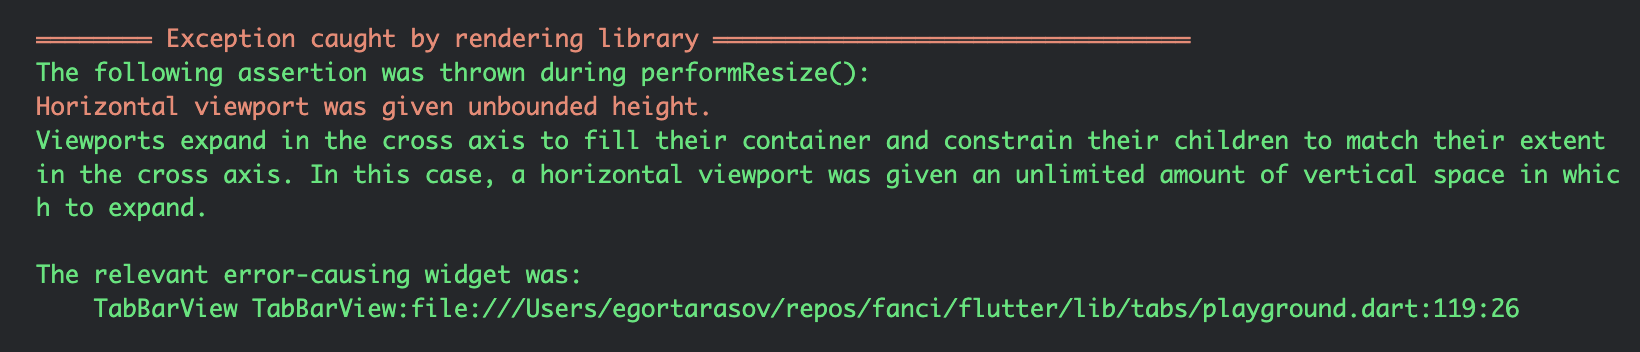 ════════ Exception caught by rendering library ═════════════════════════════════
The following assertion was thrown during performResize():
Horizontal viewport was given unbounded height.
Viewports expand in the cross axis to fill their container and constrain their children to match their extent
in the cross axis. In this case, a horizontal viewport was given an unlimited amount of vertical space in whic
h to expand.
The relevant error-causing widget was:
TabBarView TabBarView:file:///Users/egortarasov/repos/fanci/flutter/lib/tabs/playground.dart:119:26